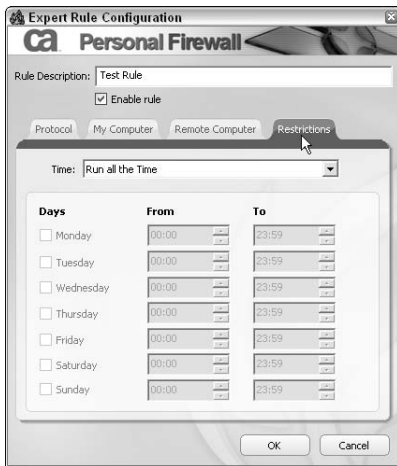 Expert Rule Configuration
ca Personal Firewall
Rule Description: Test Rule
Enable rule
Protocol My Computer Remote Computer Restrictions
Time: Run all the Time
Days From To
Monday 00:00 23:59
Tuesday 00:00 23:59
Wednesday 00:00 23:59
Thursday 00:00 23:59
Friday 00:00 23:59
Saturday 00:00 23:59
Sunday 00:00 23:59
OK Cancel